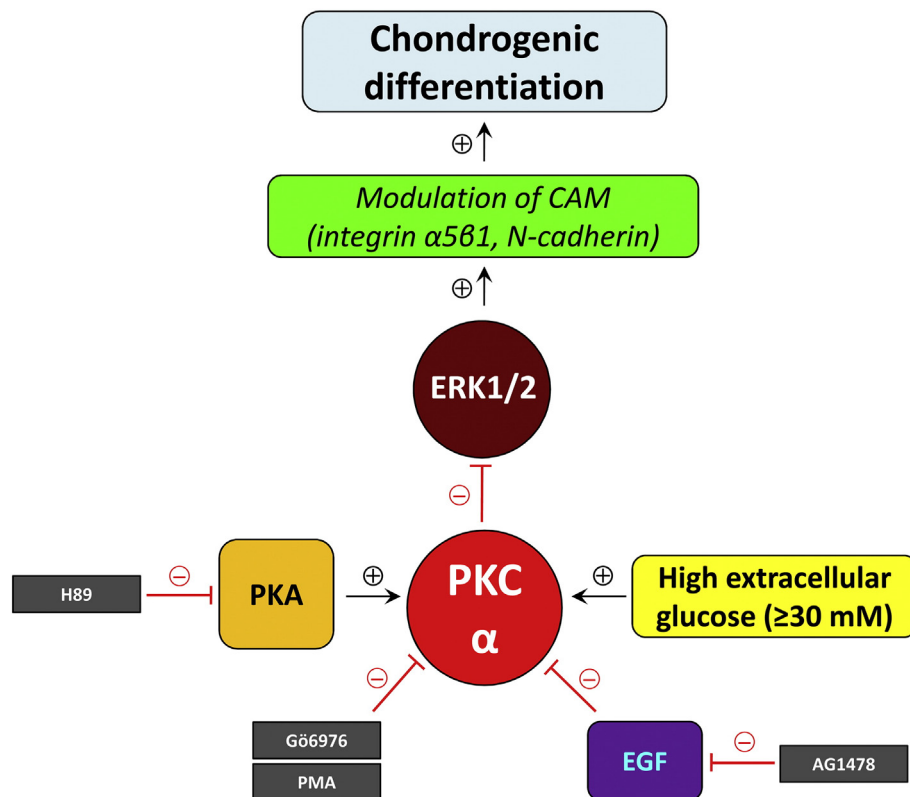 Chondrogenic
differentiation
⊕
Modulation of CAM
(integrin α5β1, N-cadherin)
⊕
ERK1/2
⊖
H89
⊖
PKA
⊕
PKC
α
⊕
High extracellular
glucose (≥30 mM)
⊖
⊖
Gö6976
PMA
EGF
⊖
AG1478